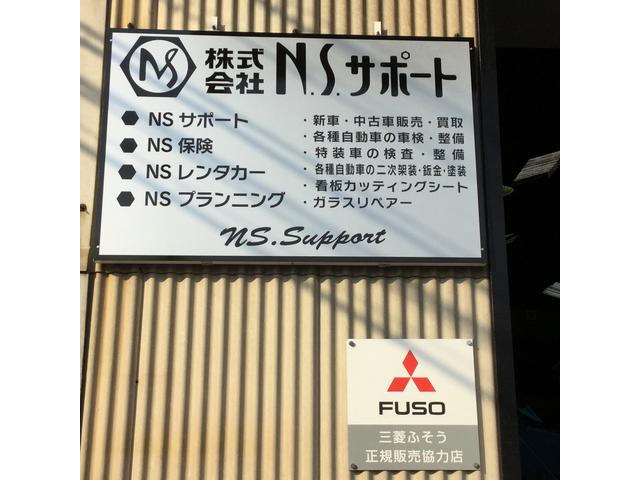 NS
株式会社 N.S.サポート
NS サポート
NS 保険
NS レンタカー
NS プランニング
・新車・中古車販売・買取
・各種自動車の車検・整備
・特装車の検査・整備
・各種自動車の二次架装・鈑金・塗装
・看板カッティングシート
・ガラスリペアー
NS.Support
FUSO
三菱ふそう
正規販売協力店